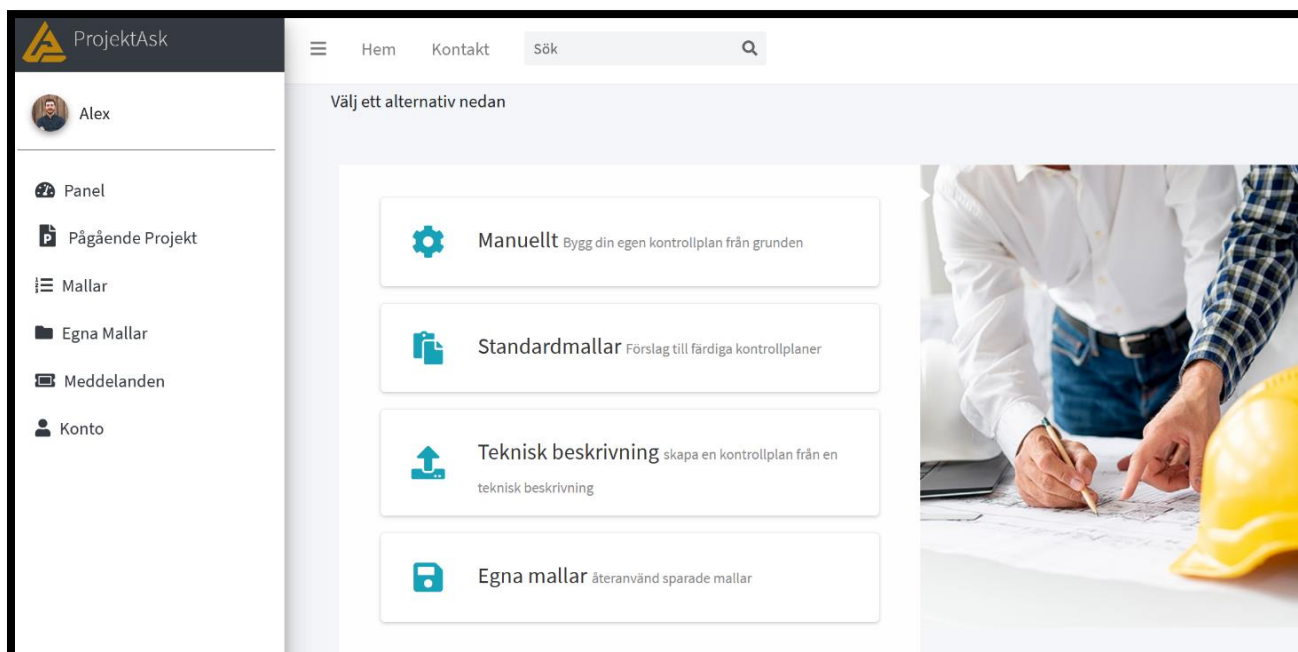 ProjektAsk
Alex
Panel
Pågående Projekt
Mallar
Egna Mallar
Meddelanden
Konto
Hem Kontakt Sök
Välj ett alternativ nedan
Manuellt Bygg din egen kontrollplan från grunden
Standardmallar Förslag till färdiga kontrollplaner
Teknisk beskrivning skapa en kontrollplan från en
teknisk beskrivning
Egna mallar återanvänd sparade mallar